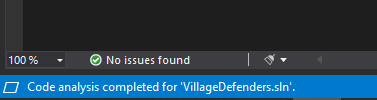 100 % No issues found
Code analysis completed for 'VillageDefenders.sln'.